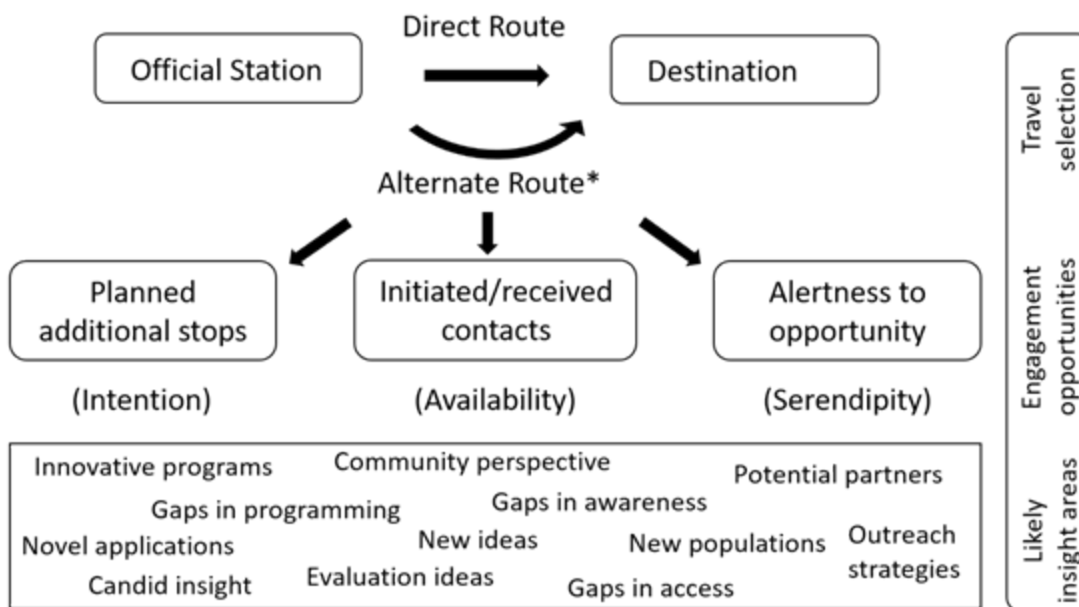 Direct Route
Official Station
Destination
Alternate Route*
Planned
additional stops
Initiated/received
contacts
Alertness to
opportunity
(Intention)
(Availability)
(Serendipity)
Innovative programs
Community perspective
Potential partners
Gaps in programming
Gaps in awareness
Novel applications
New ideas
New populations
Outreach
strategies
Candid insight
Evaluation ideas
Gaps in access
Travel
selection
Engagement
opportunities
Likely
insight areas